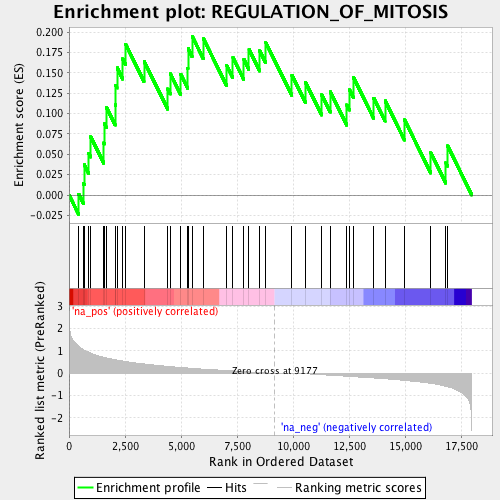 Enrichment plot: REGULATION_OF_MITOSIS
Enrichment score (ES)
0.200
0.175
0.150
0.125
0.100
0.075
0.050
0.025
0.000
-0.025
'na_pos' (positively correlated)
Ranked list metric (PreRanked)
3
2
1
0
-1
-2
Zero cross at 9177
'na_neg' (negatively correlated)
0
2,500
5,000
7,500
10,000
12,500
15,000
17,500
Rank in Ordered Dataset
Enrichment profile
Hits
Ranking metric scores